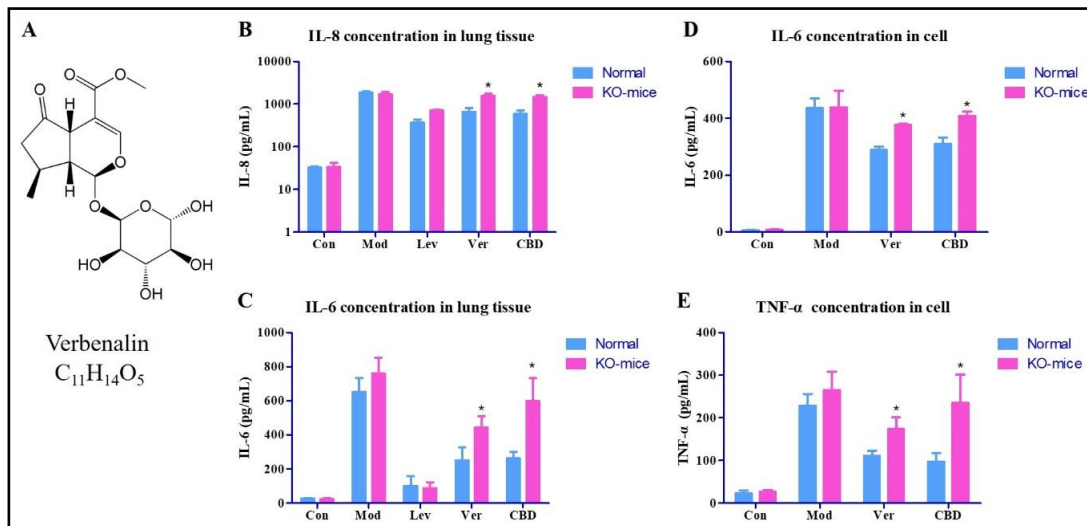 A
O
O
O
H
H
O
O
O
OH
HO
OH
OH
Verbenalin
C₁₁H₁₄O₅
B
IL-8 concentration in lung tissue
IL-8 (pg/mL)
10000
1000
100
10
1
Con Mod Lev Ver CBD
* *
Normal
KO-mice
C
IL-6 concentration in lung tissue
IL-6 (pg/mL)
1000
800
600
400
200
0
Con Mod Lev Ver CBD
* *
Normal
KO-mice
D
IL-6 concentration in cell
IL-6 (pg/mL)
600
400
200
0
Con Mod Ver CBD
* *
Normal
KO-mice
E
TNF-α concentration in cell
TNF-α (pg/mL)
400
300
200
100
0
Con Mod Ver CBD
* *
Normal
KO-mice